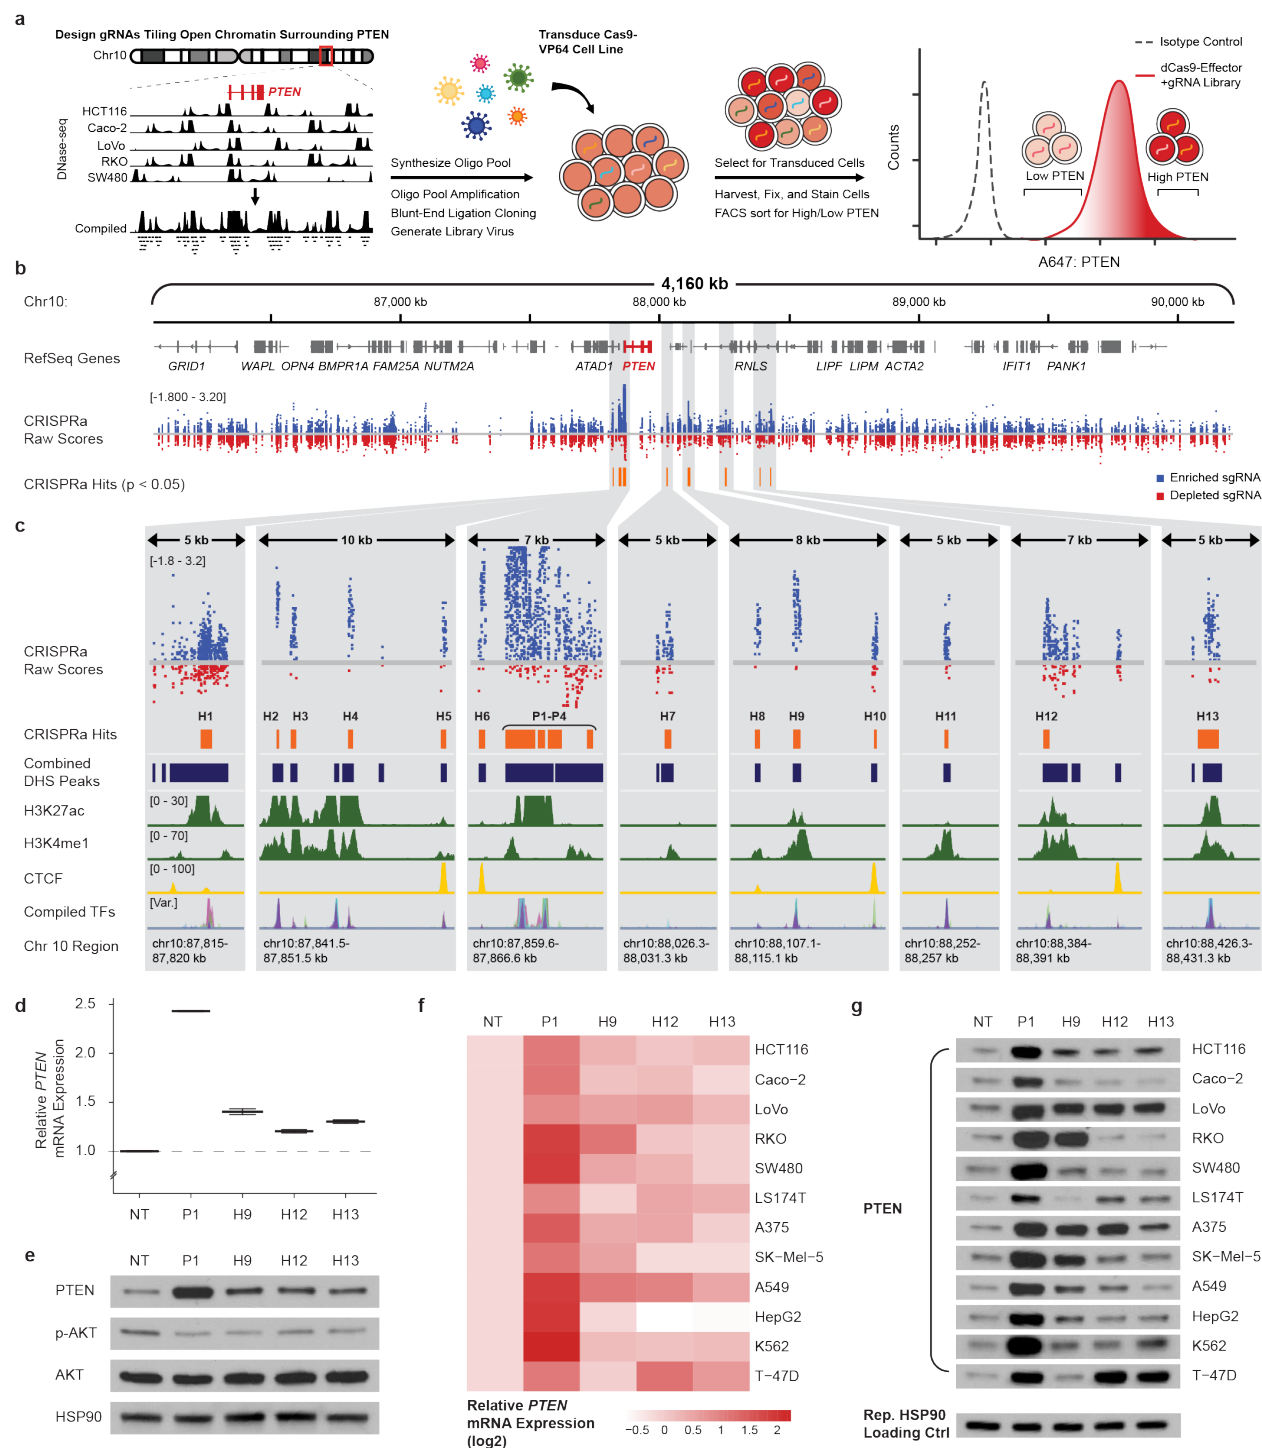 a
Design gRNAs Tiling Open Chromatin Surrounding PTEN
Chr10
PTEN
DNase-seq
HCT116
Caco-2
LoVo
RKO
SW480
Compiled
Transduce Cas9-
VP64 Cell Line
Synthesize Oligo Pool
Oligo Pool Amplification
Blunt-End Ligation Cloning
Generate Library Virus
Select for Transduced Cells
Harvest, Fix, and Stain Cells
FACS sort for High/Low PTEN
Isotype Control
dCas9-Effector
+gRNA Library
Counts
Low PTEN
High PTEN
A647: PTEN
b
4,160 kb
Chr10:
87,000 kb 88,000 kb 89,000 kb 90,000 kb
RefSeq Genes
GRID1 WAPL OPN4 BMPR1A FAM25A NUTM2A ATAD1 PTEN RNLS LIPF LIPM ACTA2 IFIT1 PANK1
[-1.800 - 3.20]
CRISPRa
Raw Scores
CRISPRa Hits (p < 0.05)
Enriched sgRNA
Depleted sgRNA
c
5 kb 10 kb 7 kb 5 kb 8 kb 5 kb 7 kb 5 kb
[-1.8 - 3.2]
CRISPRa
Raw Scores
H1 H2 H3 H4 H5 H6 P1-P4 H7 H8 H9 H10 H11 H12 H13
CRISPRa Hits
Combined
DHS Peaks
H3K27ac
[0 - 30]
H3K4me1
[0 - 70]
CTCF
[0 - 100]
Compiled TFs
[Var.]
Chr 10 Region
chr10:87,815-
87,820 kb
chr10:87,841.5-
87,851.5 kb
chr10:87,859.6-
87,866.6 kb
chr10:88,026.3-
88,031.3 kb
chr10:88,107.1-
88,115.1 kb
chr10:88,252-
88,257 kb
chr10:88,384-
88,391 kb
chr10:88,426.3-
88,431.3 kb
d
Relative PTEN
mRNA Expression
2.5
2.0
1.5
1.0
NT P1 H9 H12 H13
e
NT P1 H9 H12 H13
PTEN
p-AKT
AKT
HSP90
f
NT P1 H9 H12 H13
HCT116
Caco−2
LoVo
RKO
SW480
LS174T
A375
SK−Mel−5
A549
HepG2
K562
T−47D
Relative PTEN
mRNA Expression
(log2)
−0.5 0 0.5 1 1.5 2
g
NT P1 H9 H12 H13
PTEN
HCT116
Caco−2
LoVo
RKO
SW480
LS174T
A375
SK−Mel−5
A549
HepG2
K562
T−47D
Rep. HSP90
Loading Ctrl